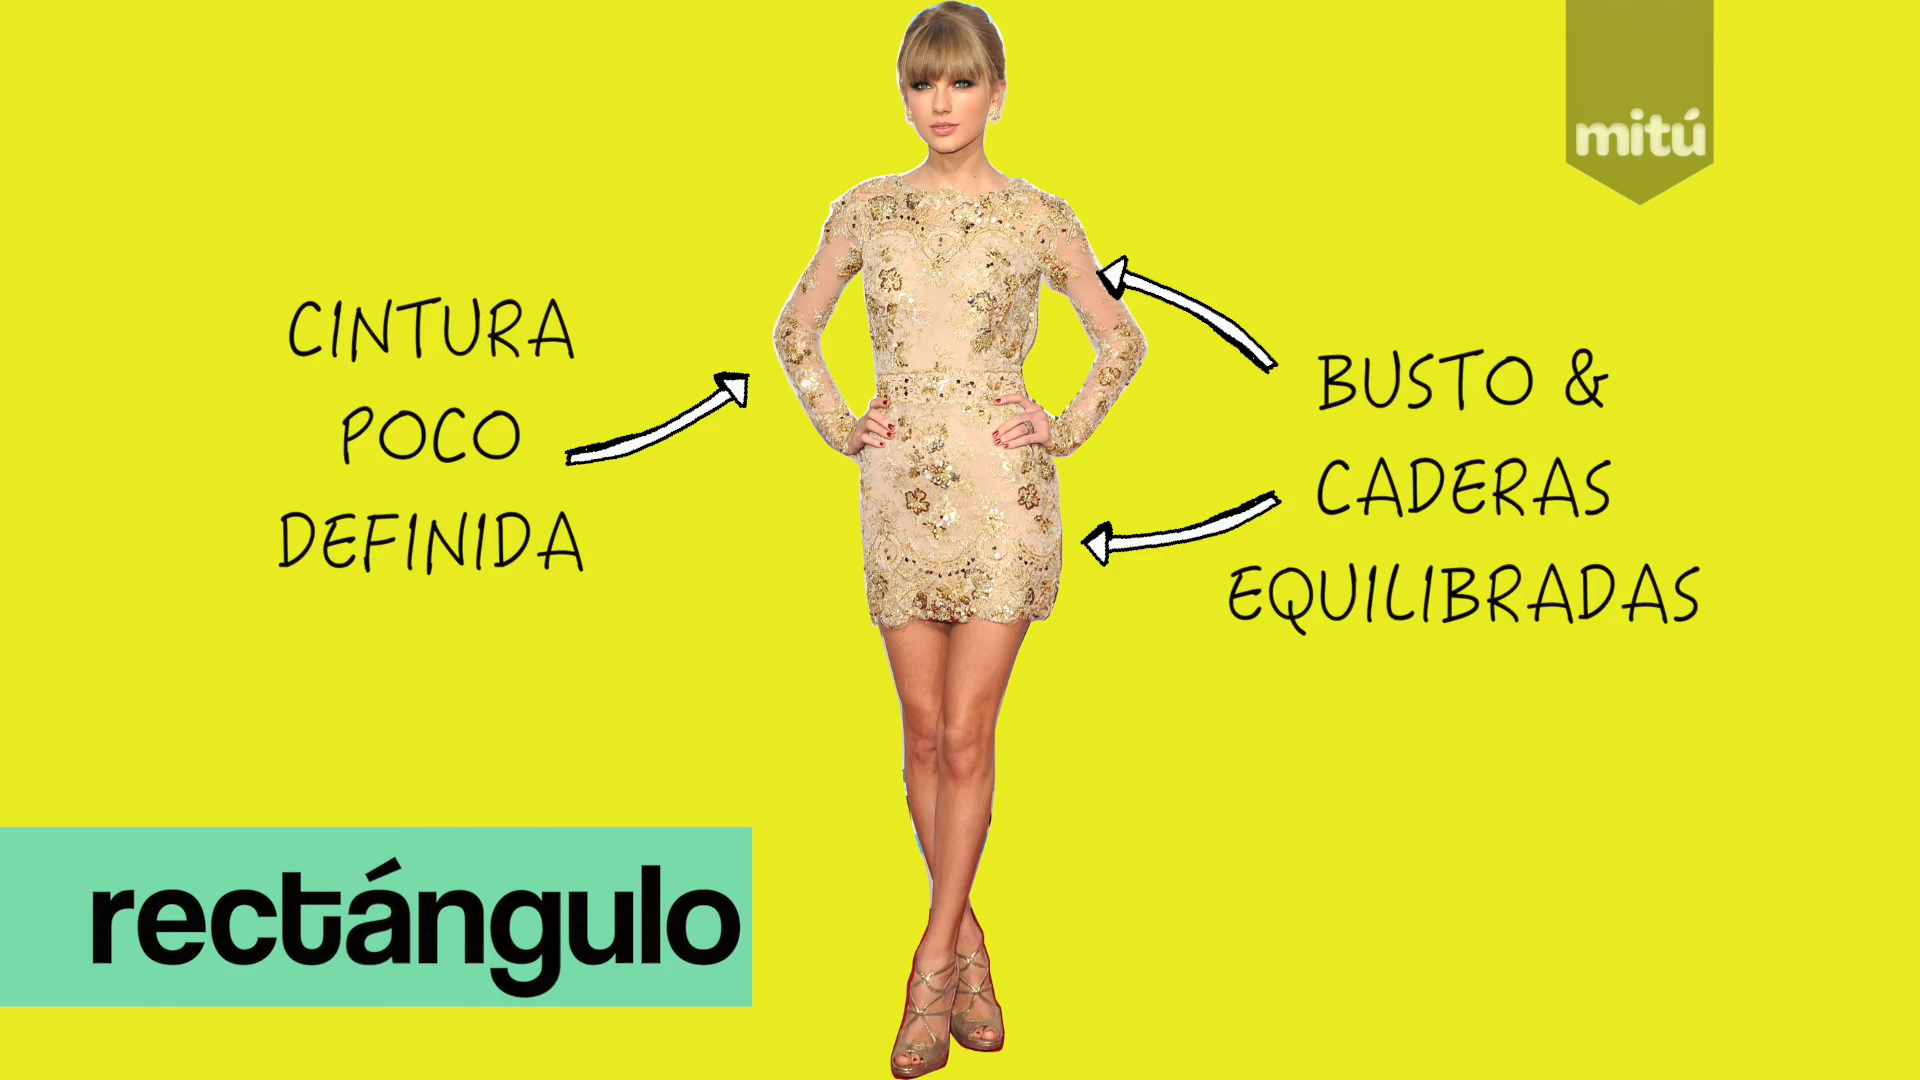 mitú
CINTURA
POCO
DEFINIDA
BUSTO &
CADERAS
EQUILIBRADAS
rectángulo